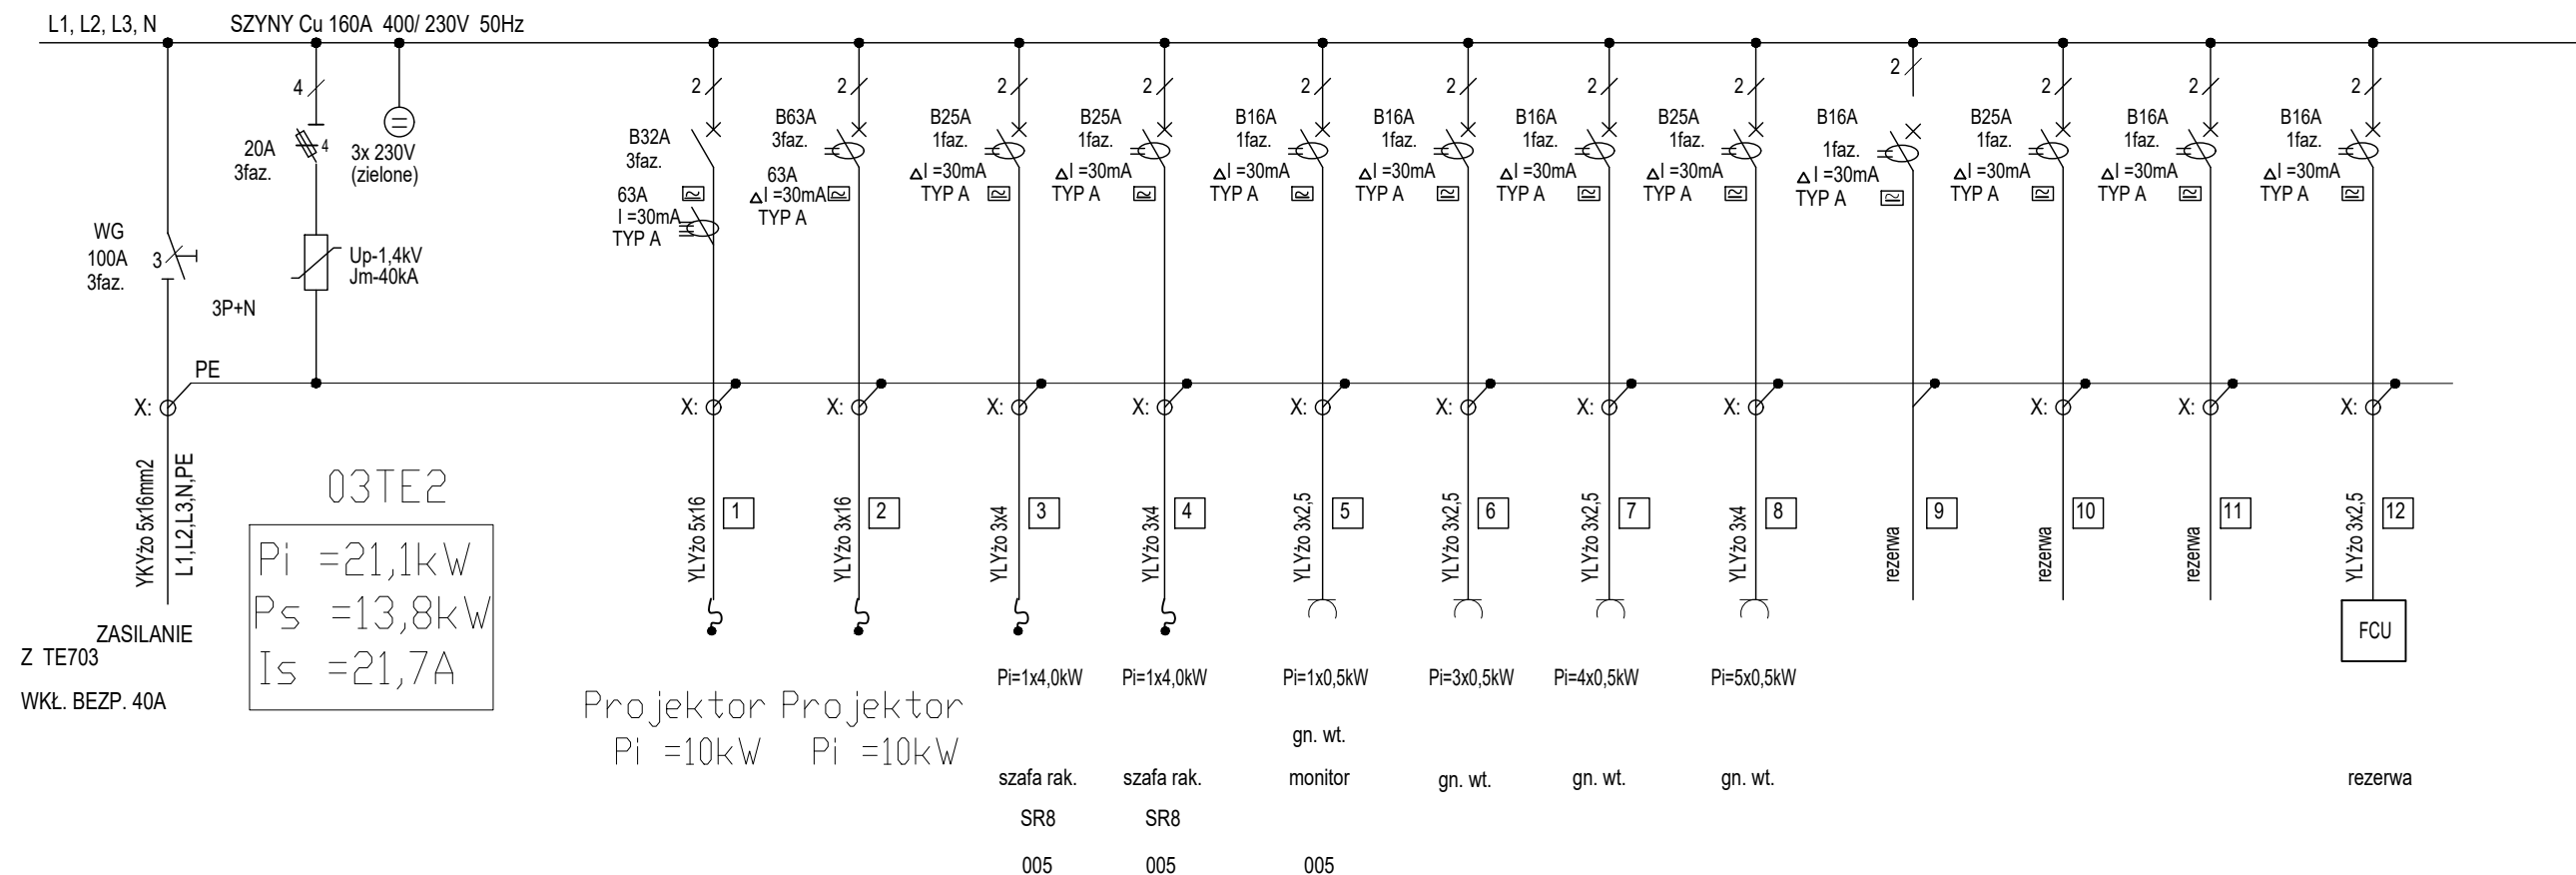 L1, L2, L3, N
SZYNY Cu 160A 400/ 230V 50Hz
4
20A
3faz.
4
3x 230V
(zielone)
WG
100A
3faz.
3
3P+N
Up-1,4kV
Jm-40kA
PE
X:
YKYżo 5x16mm2
L1,L2,L3,N,PE
ZASILANIE
Z TE703
WKŁ. BEZP. 40A
03TE2
Pi =21,1kW
Ps =13,8kW
Is =21,7A
2
B32A
3faz.
63A
I =30mA
TYP A
X:
YLYżo 5x16
1
Projektor
Pi =10kW
2
B63A
3faz.
63A
ΔI =30mA
TYP A
X:
YLYżo 3x16
2
Projektor
Pi =10kW
2
B25A
1faz.
ΔI =30mA
TYP A
X:
YLYżo 3x4
3
Pi=1x4,0kW
szafa rak.
SR8
005
2
B25A
1faz.
ΔI =30mA
TYP A
X:
YLYżo 3x4
4
Pi=1x4,0kW
szafa rak.
SR8
005
2
B16A
1faz.
ΔI =30mA
TYP A
X:
YLYżo 3x2,5
5
Pi=1x0,5kW
gn. wt.
monitor
005
2
B16A
1faz.
ΔI =30mA
TYP A
X:
YLYżo 3x2,5
6
Pi=3x0,5kW
gn. wt.
2
B16A
1faz.
ΔI =30mA
TYP A
X:
YLYżo 3x2,5
7
Pi=4x0,5kW
gn. wt.
2
B25A
1faz.
ΔI =30mA
TYP A
X:
YLYżo 3x4
8
Pi=5x0,5kW
gn. wt.
2
B16A
1faz.
ΔI =30mA
TYP A
rezerwa
9
2
B25A
1faz.
ΔI =30mA
TYP A
X:
rezerwa
10
2
B16A
1faz.
ΔI =30mA
TYP A
X:
rezerwa
11
2
B16A
1faz.
ΔI =30mA
TYP A
X:
YLYżo 3x2,5
12
FCU
rezerwa